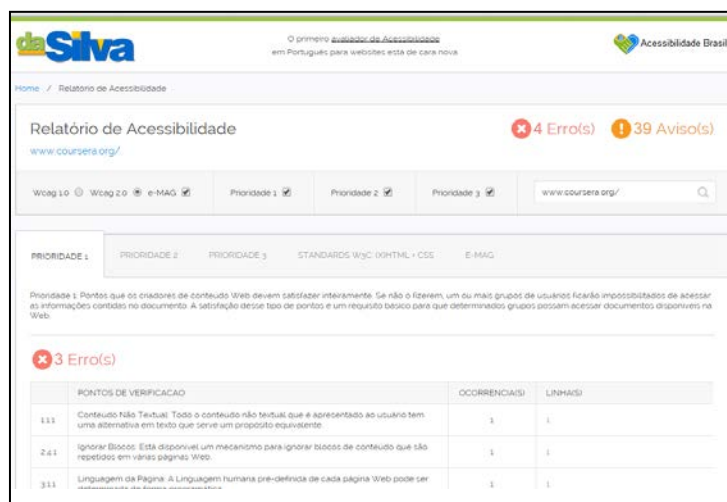 daSilva
O primeiro avaliador de Acessibilidade
em Português para websites está de cara nova
Acessibilidade Brasil
Home / Relatório de Acessibilidade
Relatório de Acessibilidade
4 Erro(s) 39 Aviso(s)
www.coursera.org/
Wcag 1.0 Wcag 2.0 e-MAG Prioridade 1 Prioridade 2 Prioridade 3 www.coursera.org/
PRIORIDADE 1 PRIORIDADE 2 PRIORIDADE 3 STANDARDS W3C (X)HTML + CSS E-MAG
Prioridade 1: Pontos que os criadores de conteúdo Web devem satisfazer inteiramente. Se não o fizerem, um ou mais grupos de usuários ficarão impossibilitados de acessar
as informações contidas no documento. A satisfação desse tipo de pontos é um requisito básico para que determinados grupos possam acessar documentos disponíveis na
Web.
3 Erro(s)
PONTOS DE VERIFICACAO OCORRENCIA(S) LINHA(S)
1.1.1 Conteúdo Não Textual: Todo o conteúdo não textual que é apresentado ao usuário tem 1 1
uma alternativa em texto que serve um propósito equivalente.
2.4.1 Ignorar Blocos: Está disponível um mecanismo para ignorar blocos de conteúdo que são 1 1
repetidos em várias páginas Web.
3.1.1 Linguagem da Página: A Linguagem humana pré-definida de cada página Web pode ser 1 1